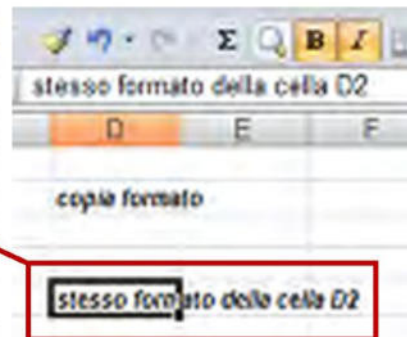 Σ B I
stesso formato della cella D2
D E F
copia formato
stesso formato della cella D2